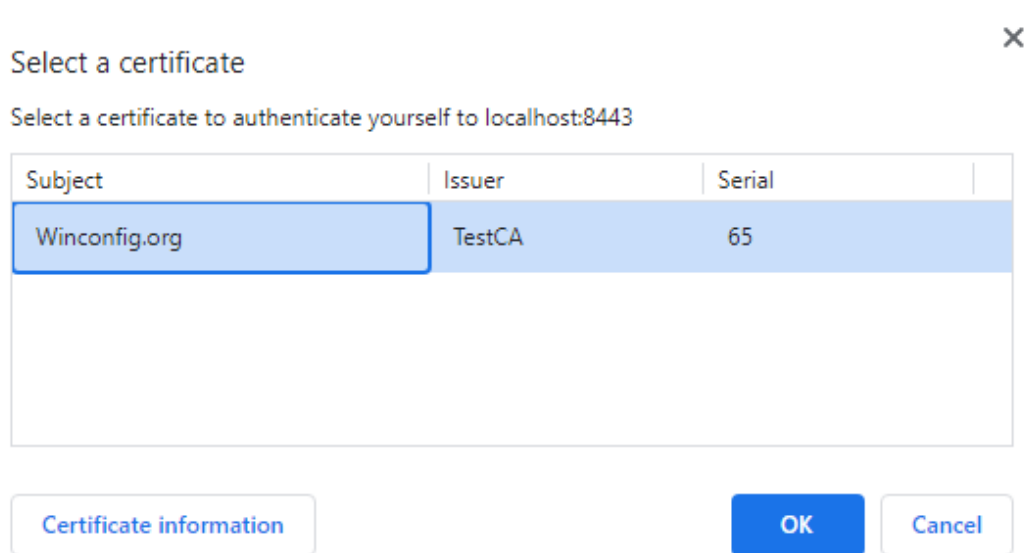 Select a certificate
Select a certificate to authenticate yourself to localhost:8443
Subject Issuer Serial
Winconfig.org TestCA 65
Certificate information OK Cancel